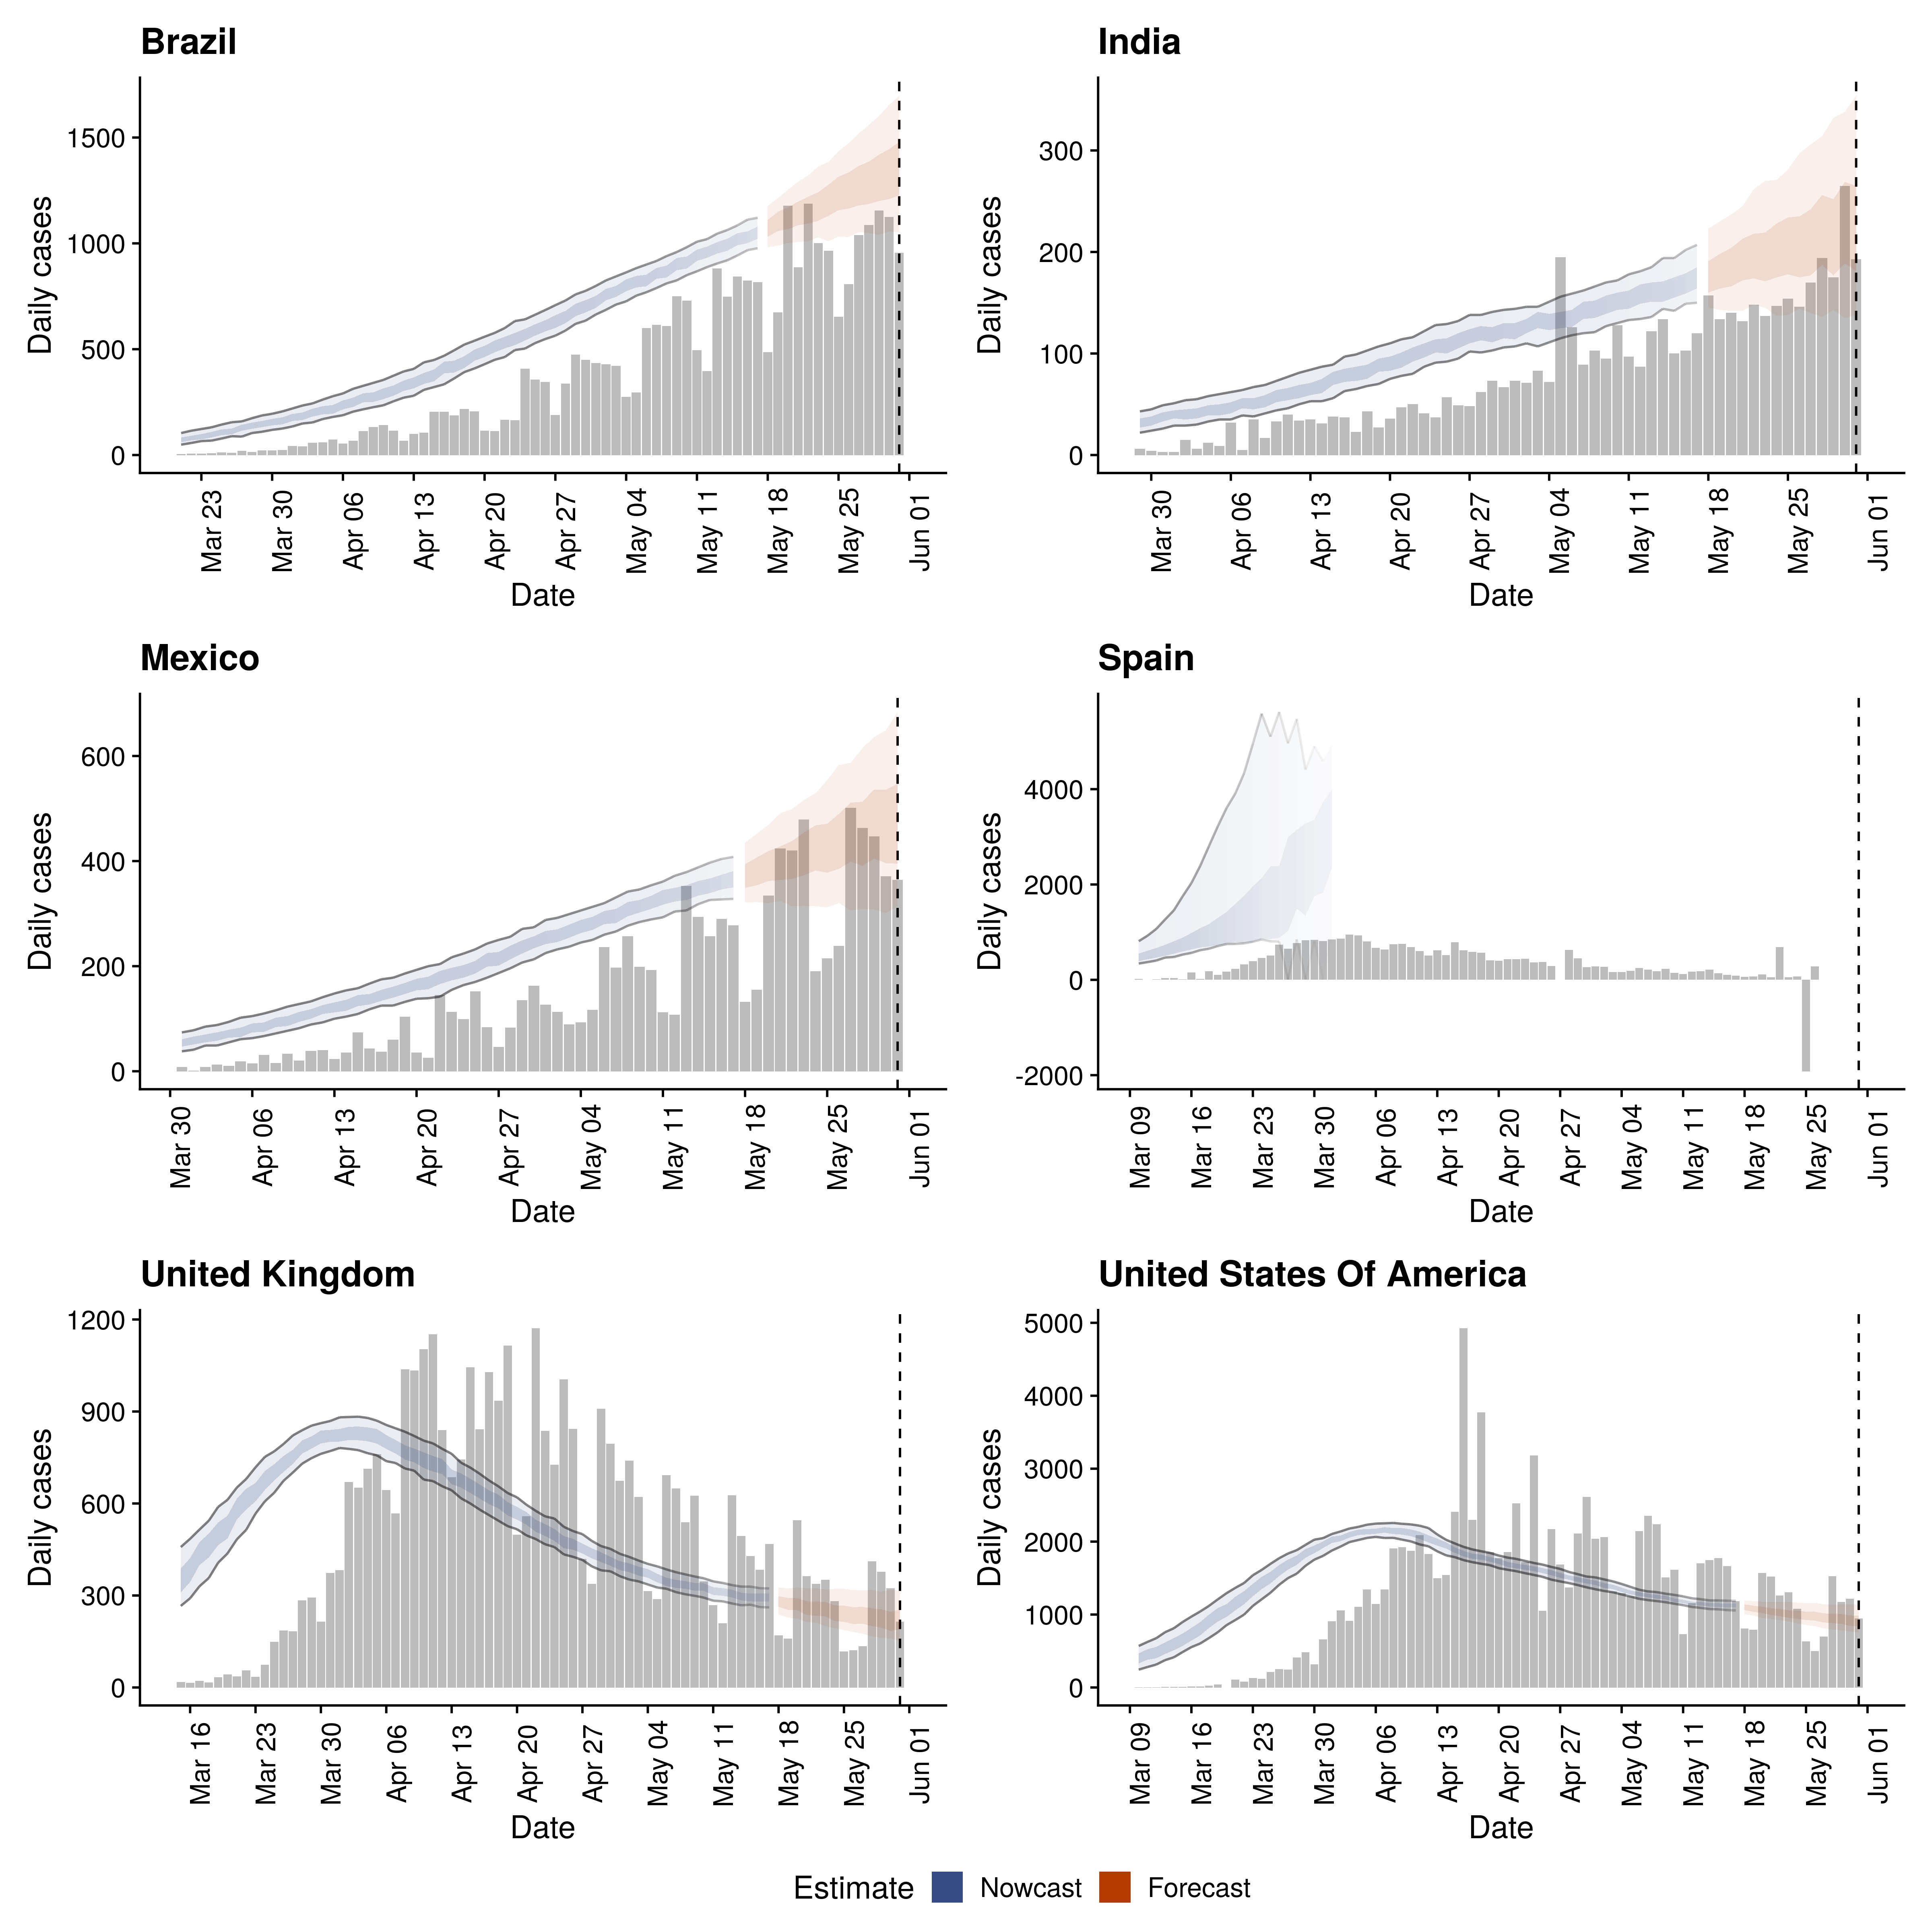 Brazil
India
Daily cases
1500
1000
500
0
Mar 23
Mar 30
Apr 06
Apr 13
Apr 20
Apr 27
May 04
May 11
May 18
May 25
Jun 01
Date
Daily cases
300
200
100
0
Mar 30
Apr 06
Apr 13
Apr 20
Apr 27
May 04
May 11
May 18
May 25
Jun 01
Date
Mexico
Spain
Daily cases
600
400
200
0
Mar 30
Apr 06
Apr 13
Apr 20
Apr 27
May 04
May 11
May 18
May 25
Jun 01
Date
Daily cases
4000
2000
0
-2000
Mar 09
Mar 16
Mar 23
Mar 30
Apr 06
Apr 13
Apr 20
Apr 27
May 04
May 11
May 18
May 25
Jun 01
Date
United Kingdom
United States Of America
Daily cases
1200
900
600
300
0
Mar 16
Mar 23
Mar 30
Apr 06
Apr 13
Apr 20
Apr 27
May 04
May 11
May 18
May 25
Jun 01
Date
Daily cases
5000
4000
3000
2000
1000
0
Mar 09
Mar 16
Mar 23
Mar 30
Apr 06
Apr 13
Apr 20
Apr 27
May 04
May 11
May 18
May 25
Jun 01
Date
Estimate Nowcast Forecast